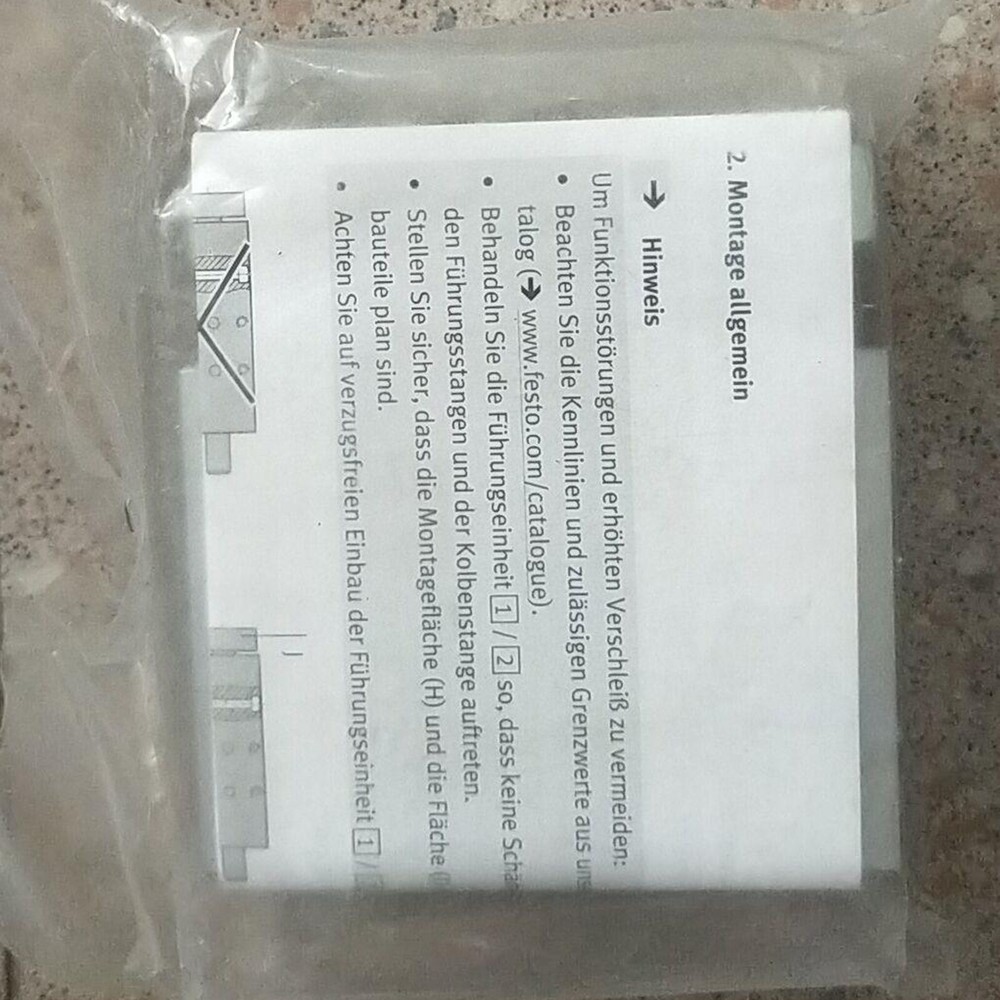 2. Montage allgemein
➔ Hinweis
Um Funktionsstörungen und erhöhten Verschleiß zu vermeiden:
• Beachten Sie die Kennlinien und zulässigen Grenzwerte aus uns
talog (➔ www.festo.com/catalogue).
• Behandeln Sie die Führungseinheit 1 / 2 so, dass keine Schä
den Führungsstangen und der Kolbenstange auftreten.
• Stellen Sie sicher, dass die Montagefläche (H) und die Fläche (
bauteile plan sind.
• Achten Sie auf verzugsfreien Einbau der Führungseinheit 1 /
J